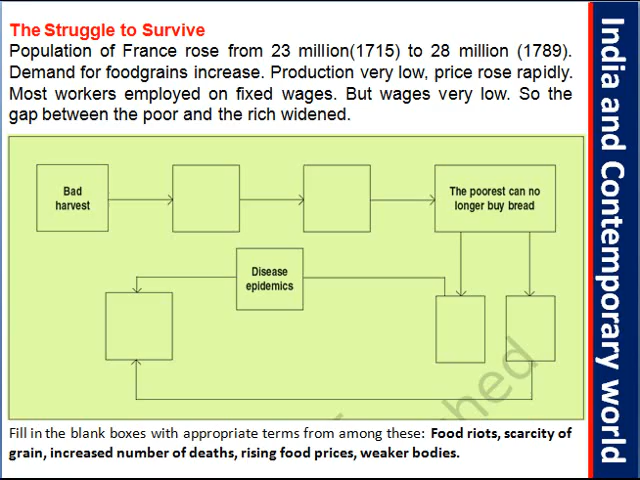 The Struggle to Survive
Population of France rose from 23 million(1715) to 28 million (1789).
Demand for foodgrains increase. Production very low, price rose rapidly.
Most workers employed on fixed wages. But wages very low. So the
gap between the poor and the rich widened.
Bad
harvest
The poorest can no
longer buy bread
Disease
epidemics
Fill in the blank boxes with appropriate terms from among these: Food riots, scarcity of
grain, increased number of deaths, rising food prices, weaker bodies.
India and Contemporary world